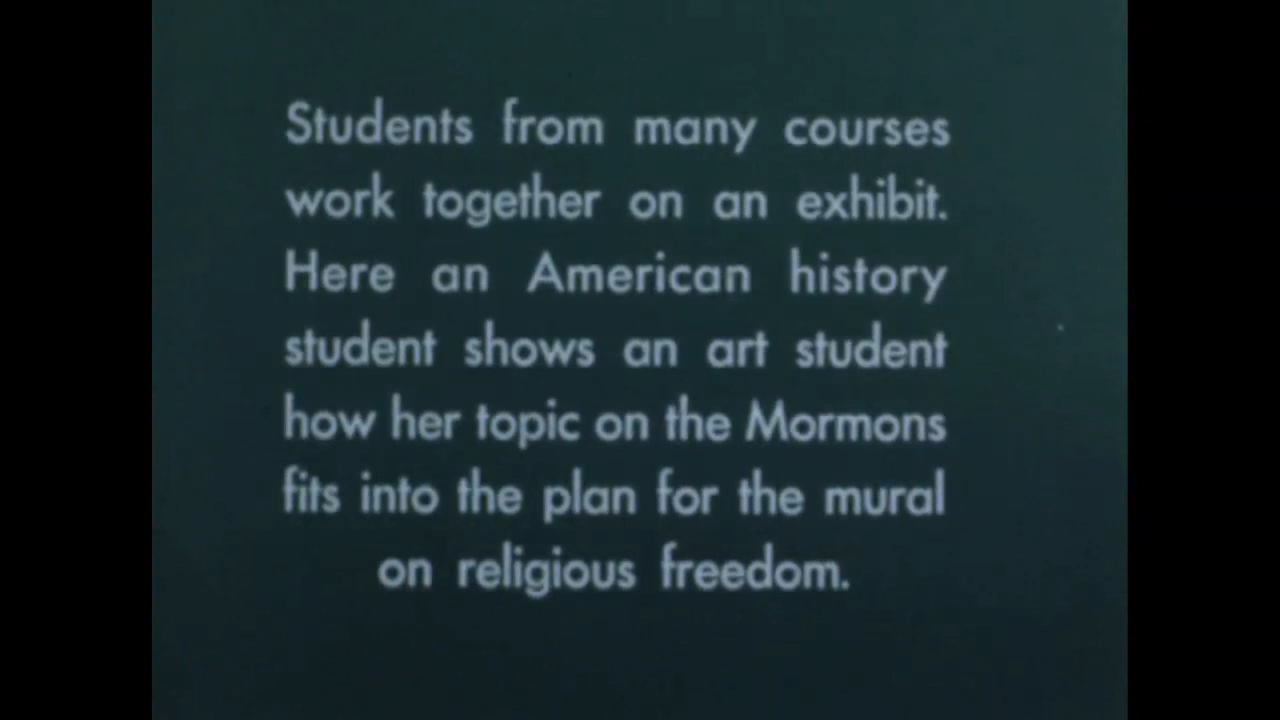 Students from many courses
work together on an exhibit.
Here an American history
student shows an art student
how her topic on the Mormons
fits into the plan for the mural
on religious freedom.